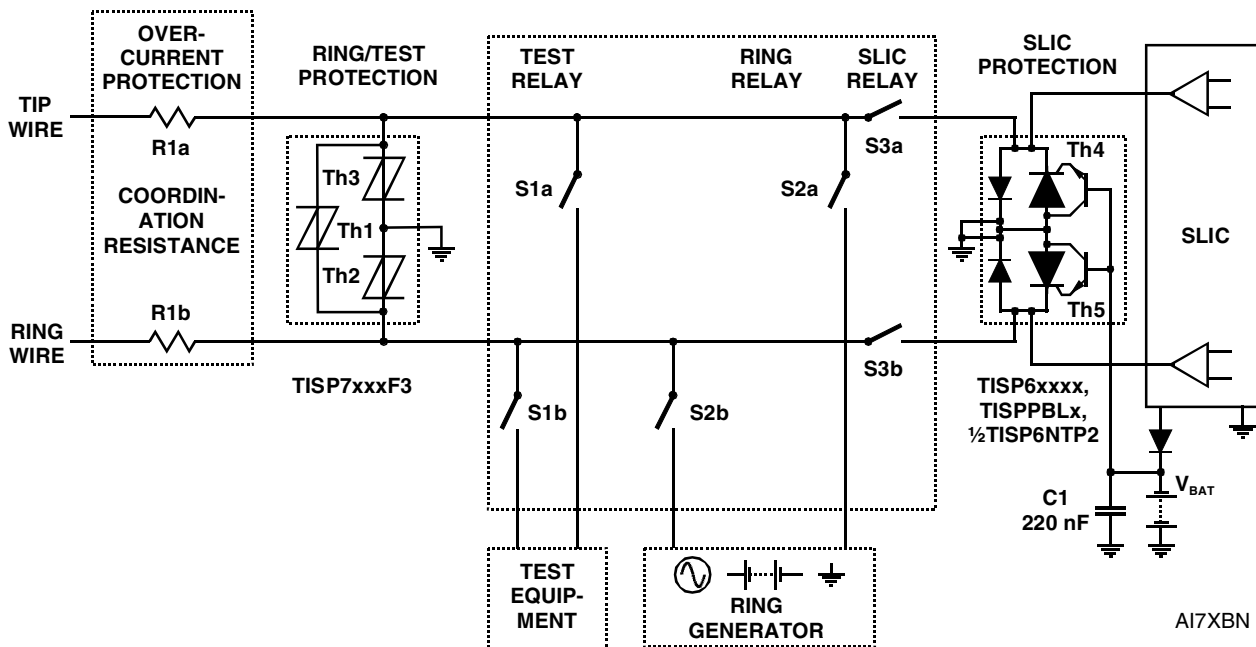 OVER-
CURRENT
PROTECTION
RING/TEST
PROTECTION
TEST
RELAY
RING
RELAY
SLIC
RELAY
SLIC
PROTECTION
TIP
WIRE
R1a
COORDIN-
ATION
RESISTANCE
R1b
RING
WIRE
Th3
Th1
Th2
TISP7xxxF3
S1a
S1b
S2a
S2b
S3a
S3b
Th4
Th5
SLIC
TISP6xxxx,
TISPPBLx,
½TISP6NTP2
C1
220 nF
VBAT
TEST
EQUIP-
MENT
RING
GENERATOR
AI7XBN